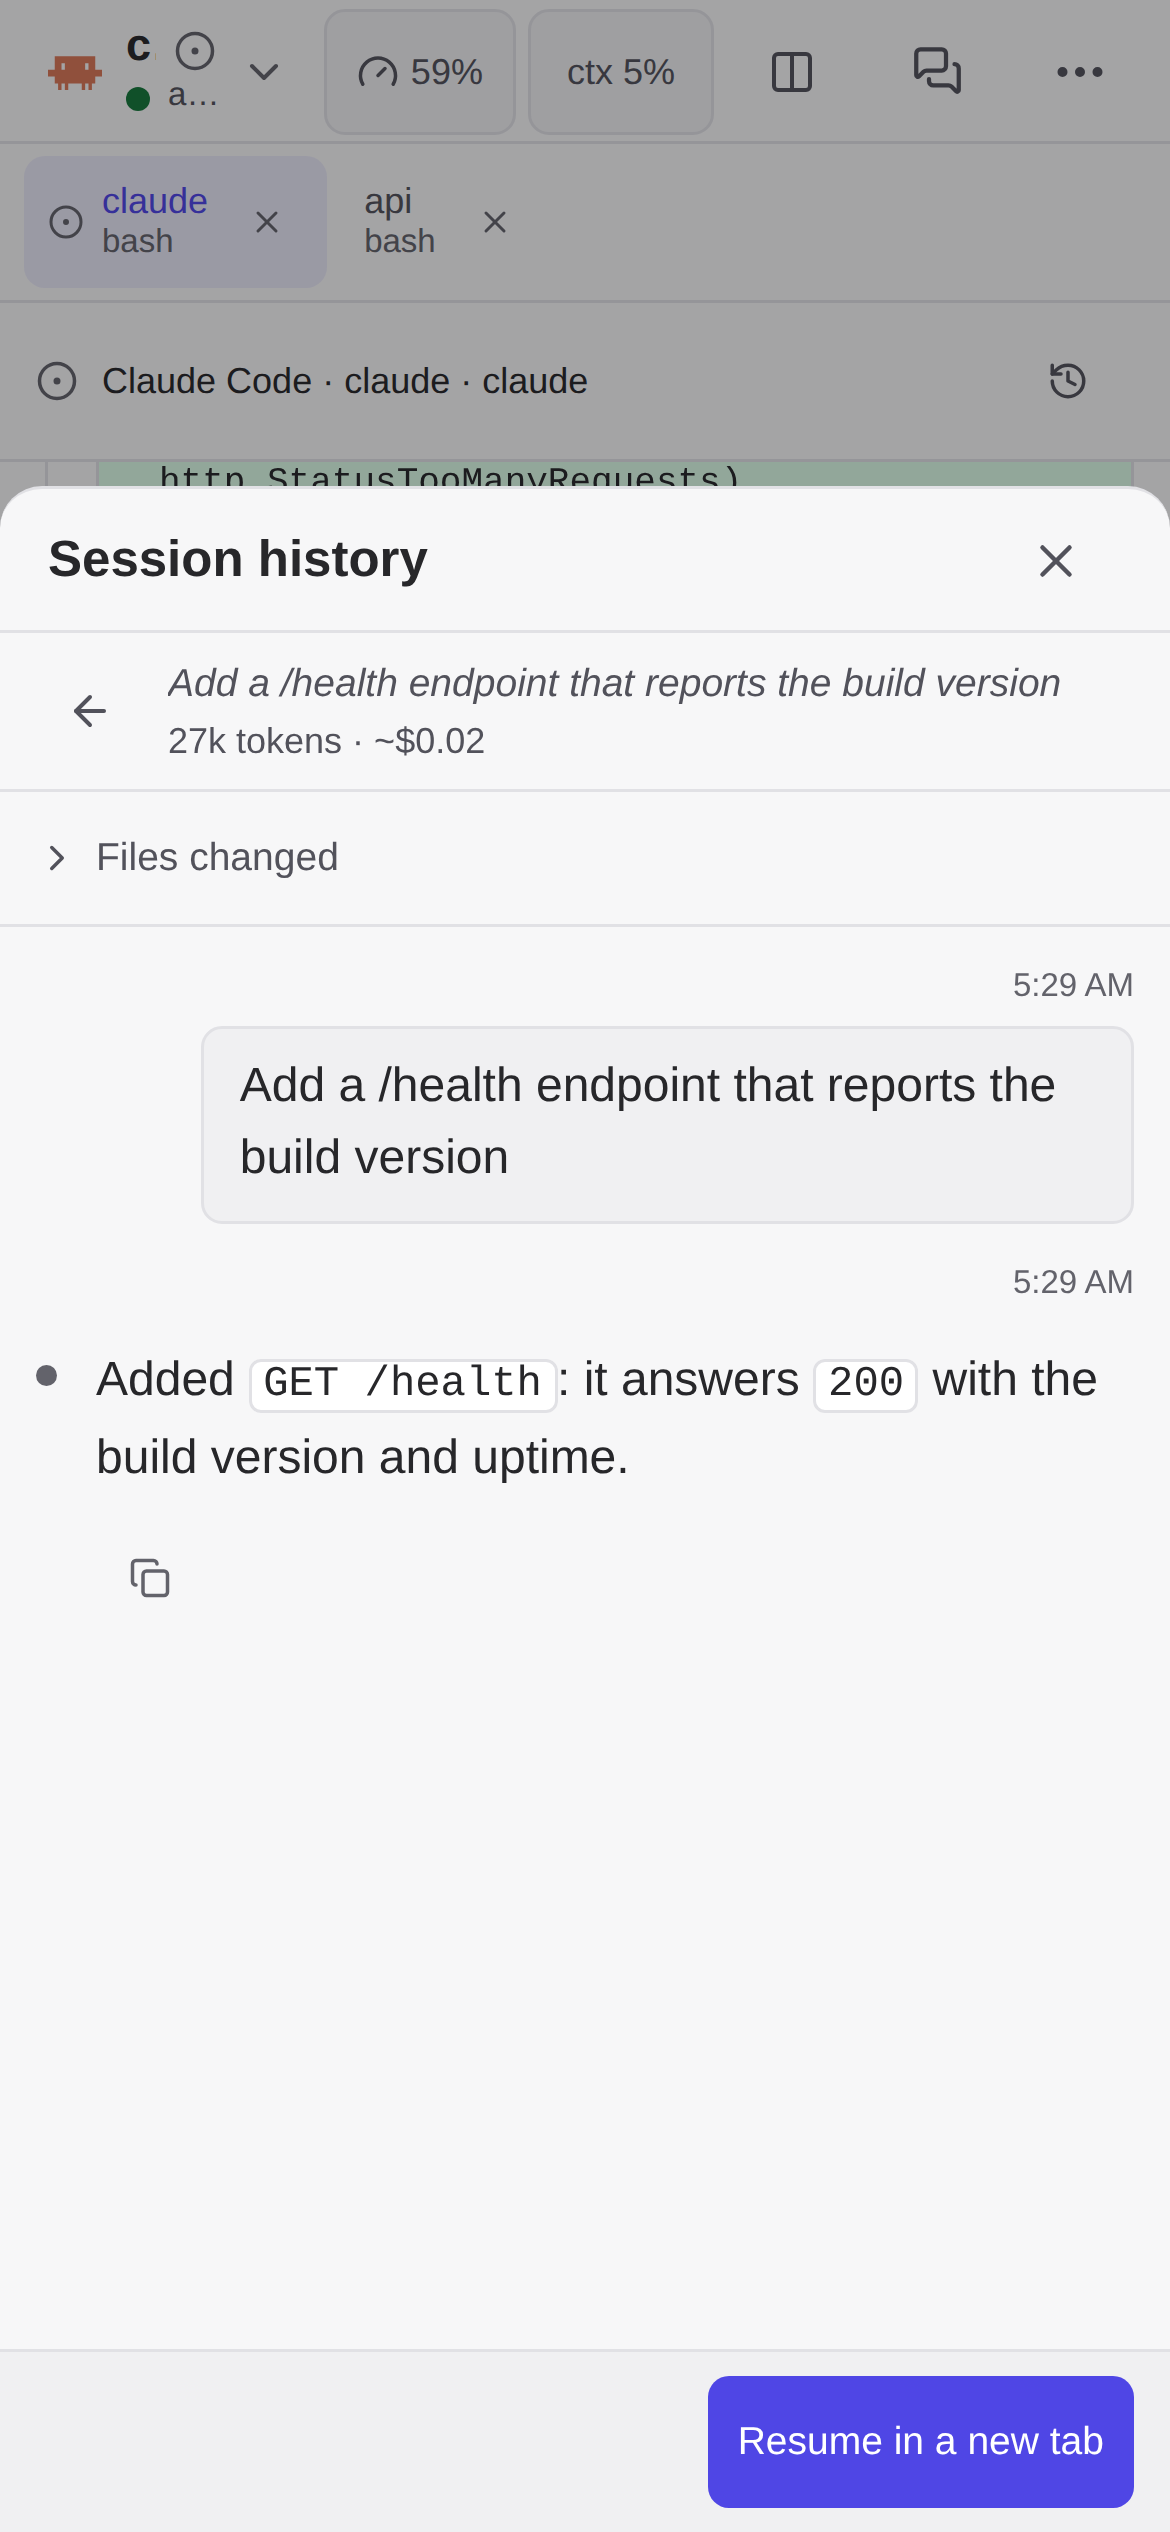 c
a...
59%
ctx 5%
claude
bash
api
bash
Claude Code · claude · claude
http.StatusTooManyRequests)
Session history
Add a /health endpoint that reports the build version
27k tokens · ~$0.02
Files changed
5:29 AM
Add a /health endpoint that reports the
build version
5:29 AM
Added GET /health: it answers 200 with the
build version and uptime.
Resume in a new tab